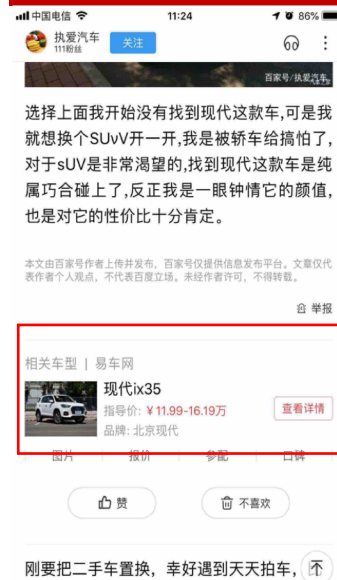 中国电信 11:24 86%
执爱汽车 关注
111粉丝
百家号/执爱汽车
选择上面我开始没有找到现代这款车,可是我
就想换个SUvV开一开,我是被轿车给搞怕了,
对于sUV是非常渴望的,找到现代这款车是纯
属巧合碰上了,反正我是一眼钟情它的颜值,
也是对它的性价比十分肯定。
本文由百家号作者上传并发布，百家号仅提供信息发布平台。文章仅代
表作者个人观点，不代表百度立场。未经作者许可，不得转载。
举报
相关车型 | 易车网
现代ix35
指导价: ￥11.99-16.19万 查看详情
品牌: 北京现代
图片 报价 参配 口碑
赞 不喜欢
刚要把二手车置换，幸好遇到天天拍车，